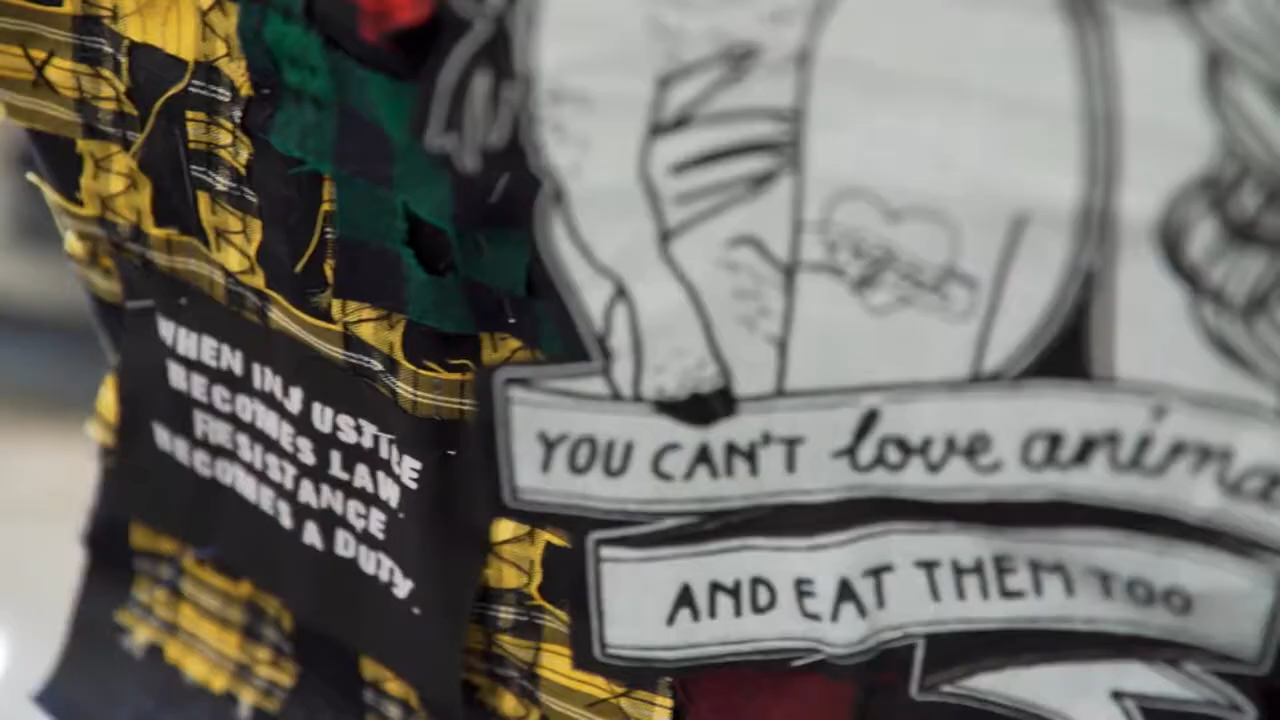 WHEN INJUSTICE
BECOMES LAW
RESISTANCE
BECOMES A DUTY.
YOU CAN'T love anima
AND EAT THEM TOO